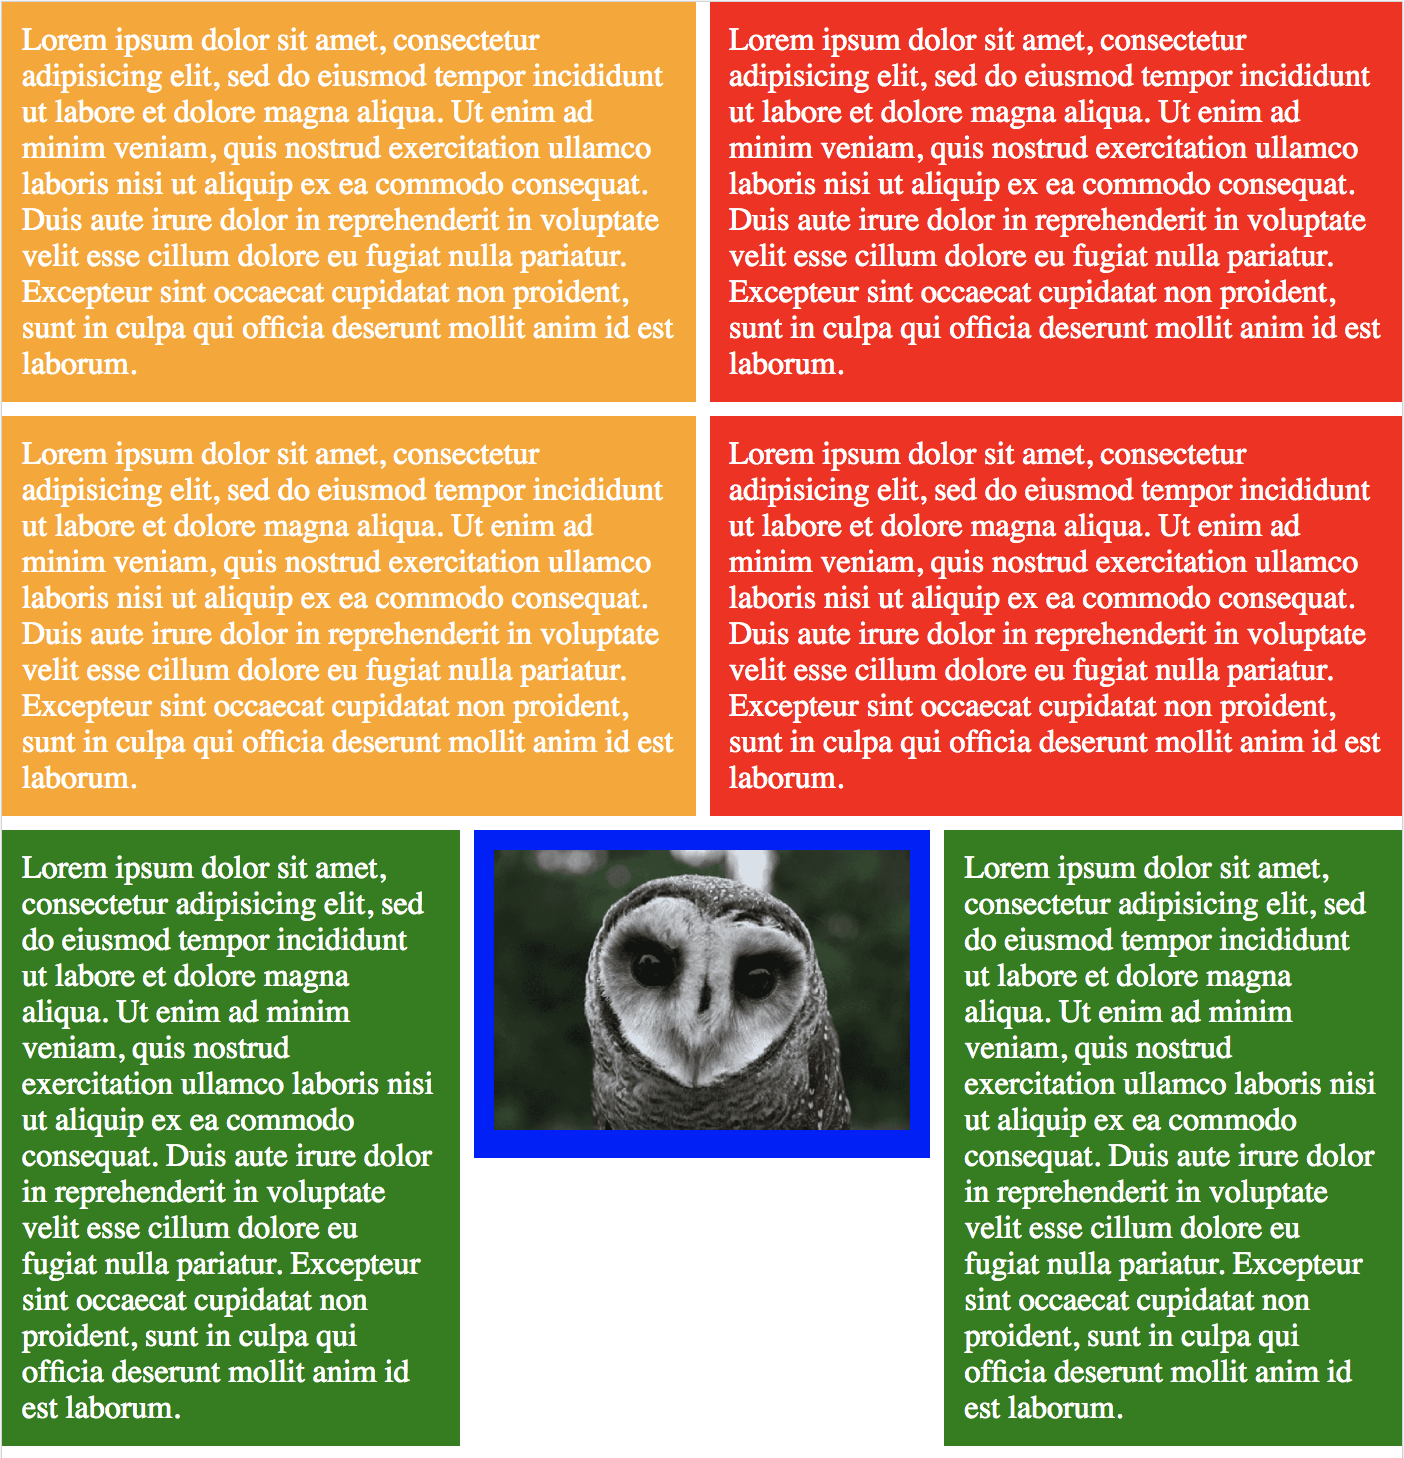 Lorem ipsum dolor sit amet, consectetur
adipisicing elit, sed do eiusmod tempor incididunt
ut labore et dolore magna aliqua. Ut enim ad
minim veniam, quis nostrud exercitation ullamco
laboris nisi ut aliquip ex ea commodo consequat.
Duis aute irure dolor in reprehenderit in voluptate
velit esse cillum dolore eu fugiat nulla pariatur.
Excepteur sint occaecat cupidatat non proident,
sunt in culpa qui officia deserunt mollit anim id est
laborum.
Lorem ipsum dolor sit amet, consectetur
adipisicing elit, sed do eiusmod tempor incididunt
ut labore et dolore magna aliqua. Ut enim ad
minim veniam, quis nostrud exercitation ullamco
laboris nisi ut aliquip ex ea commodo consequat.
Duis aute irure dolor in reprehenderit in voluptate
velit esse cillum dolore eu fugiat nulla pariatur.
Excepteur sint occaecat cupidatat non proident,
sunt in culpa qui officia deserunt mollit anim id est
laborum.
Lorem ipsum dolor sit amet, consectetur
adipisicing elit, sed do eiusmod tempor incididunt
ut labore et dolore magna aliqua. Ut enim ad
minim veniam, quis nostrud exercitation ullamco
laboris nisi ut aliquip ex ea commodo consequat.
Duis aute irure dolor in reprehenderit in voluptate
velit esse cillum dolore eu fugiat nulla pariatur.
Excepteur sint occaecat cupidatat non proident,
sunt in culpa qui officia deserunt mollit anim id est
laborum.
Lorem ipsum dolor sit amet, consectetur
adipisicing elit, sed do eiusmod tempor incididunt
ut labore et dolore magna aliqua. Ut enim ad
minim veniam, quis nostrud exercitation ullamco
laboris nisi ut aliquip ex ea commodo consequat.
Duis aute irure dolor in reprehenderit in voluptate
velit esse cillum dolore eu fugiat nulla pariatur.
Excepteur sint occaecat cupidatat non proident,
sunt in culpa qui officia deserunt mollit anim id est
laborum.
Lorem ipsum dolor sit amet,
consectetur adipisicing elit, sed
do eiusmod tempor incididunt
ut labore et dolore magna
aliqua. Ut enim ad minim
veniam, quis nostrud
exercitation ullamco laboris nisi
ut aliquip ex ea commodo
consequat. Duis aute irure dolor
in reprehenderit in voluptate
velit esse cillum dolore eu
fugiat nulla pariatur. Excepteur
sint occaecat cupidatat non
proident, sunt in culpa qui
officia deserunt mollit anim id
est laborum.
Lorem ipsum dolor sit amet,
consectetur adipisicing elit, sed
do eiusmod tempor incididunt
ut labore et dolore magna
aliqua. Ut enim ad minim
veniam, quis nostrud
exercitation ullamco laboris nisi
ut aliquip ex ea commodo
consequat. Duis aute irure dolor
in reprehenderit in voluptate
velit esse cillum dolore eu
fugiat nulla pariatur. Excepteur
sint occaecat cupidatat non
proident, sunt in culpa qui
officia deserunt mollit anim id
est laborum.